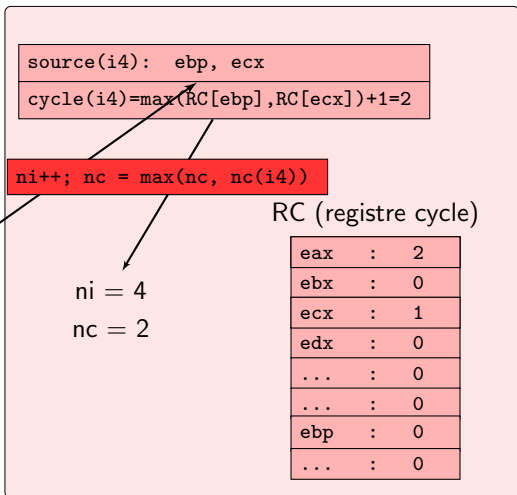 source(i4): ebp, ecx
cycle(i4)=max(RC[ebp],RC[ecx])+1=2
ni++; nc = max(nc, nc(i4))
RC (registre cycle)
eax : 2
ebx : 0
ecx : 1
edx : 0
... : 0
... : 0
ebp : 0
... : 0
ni = 4
nc = 2